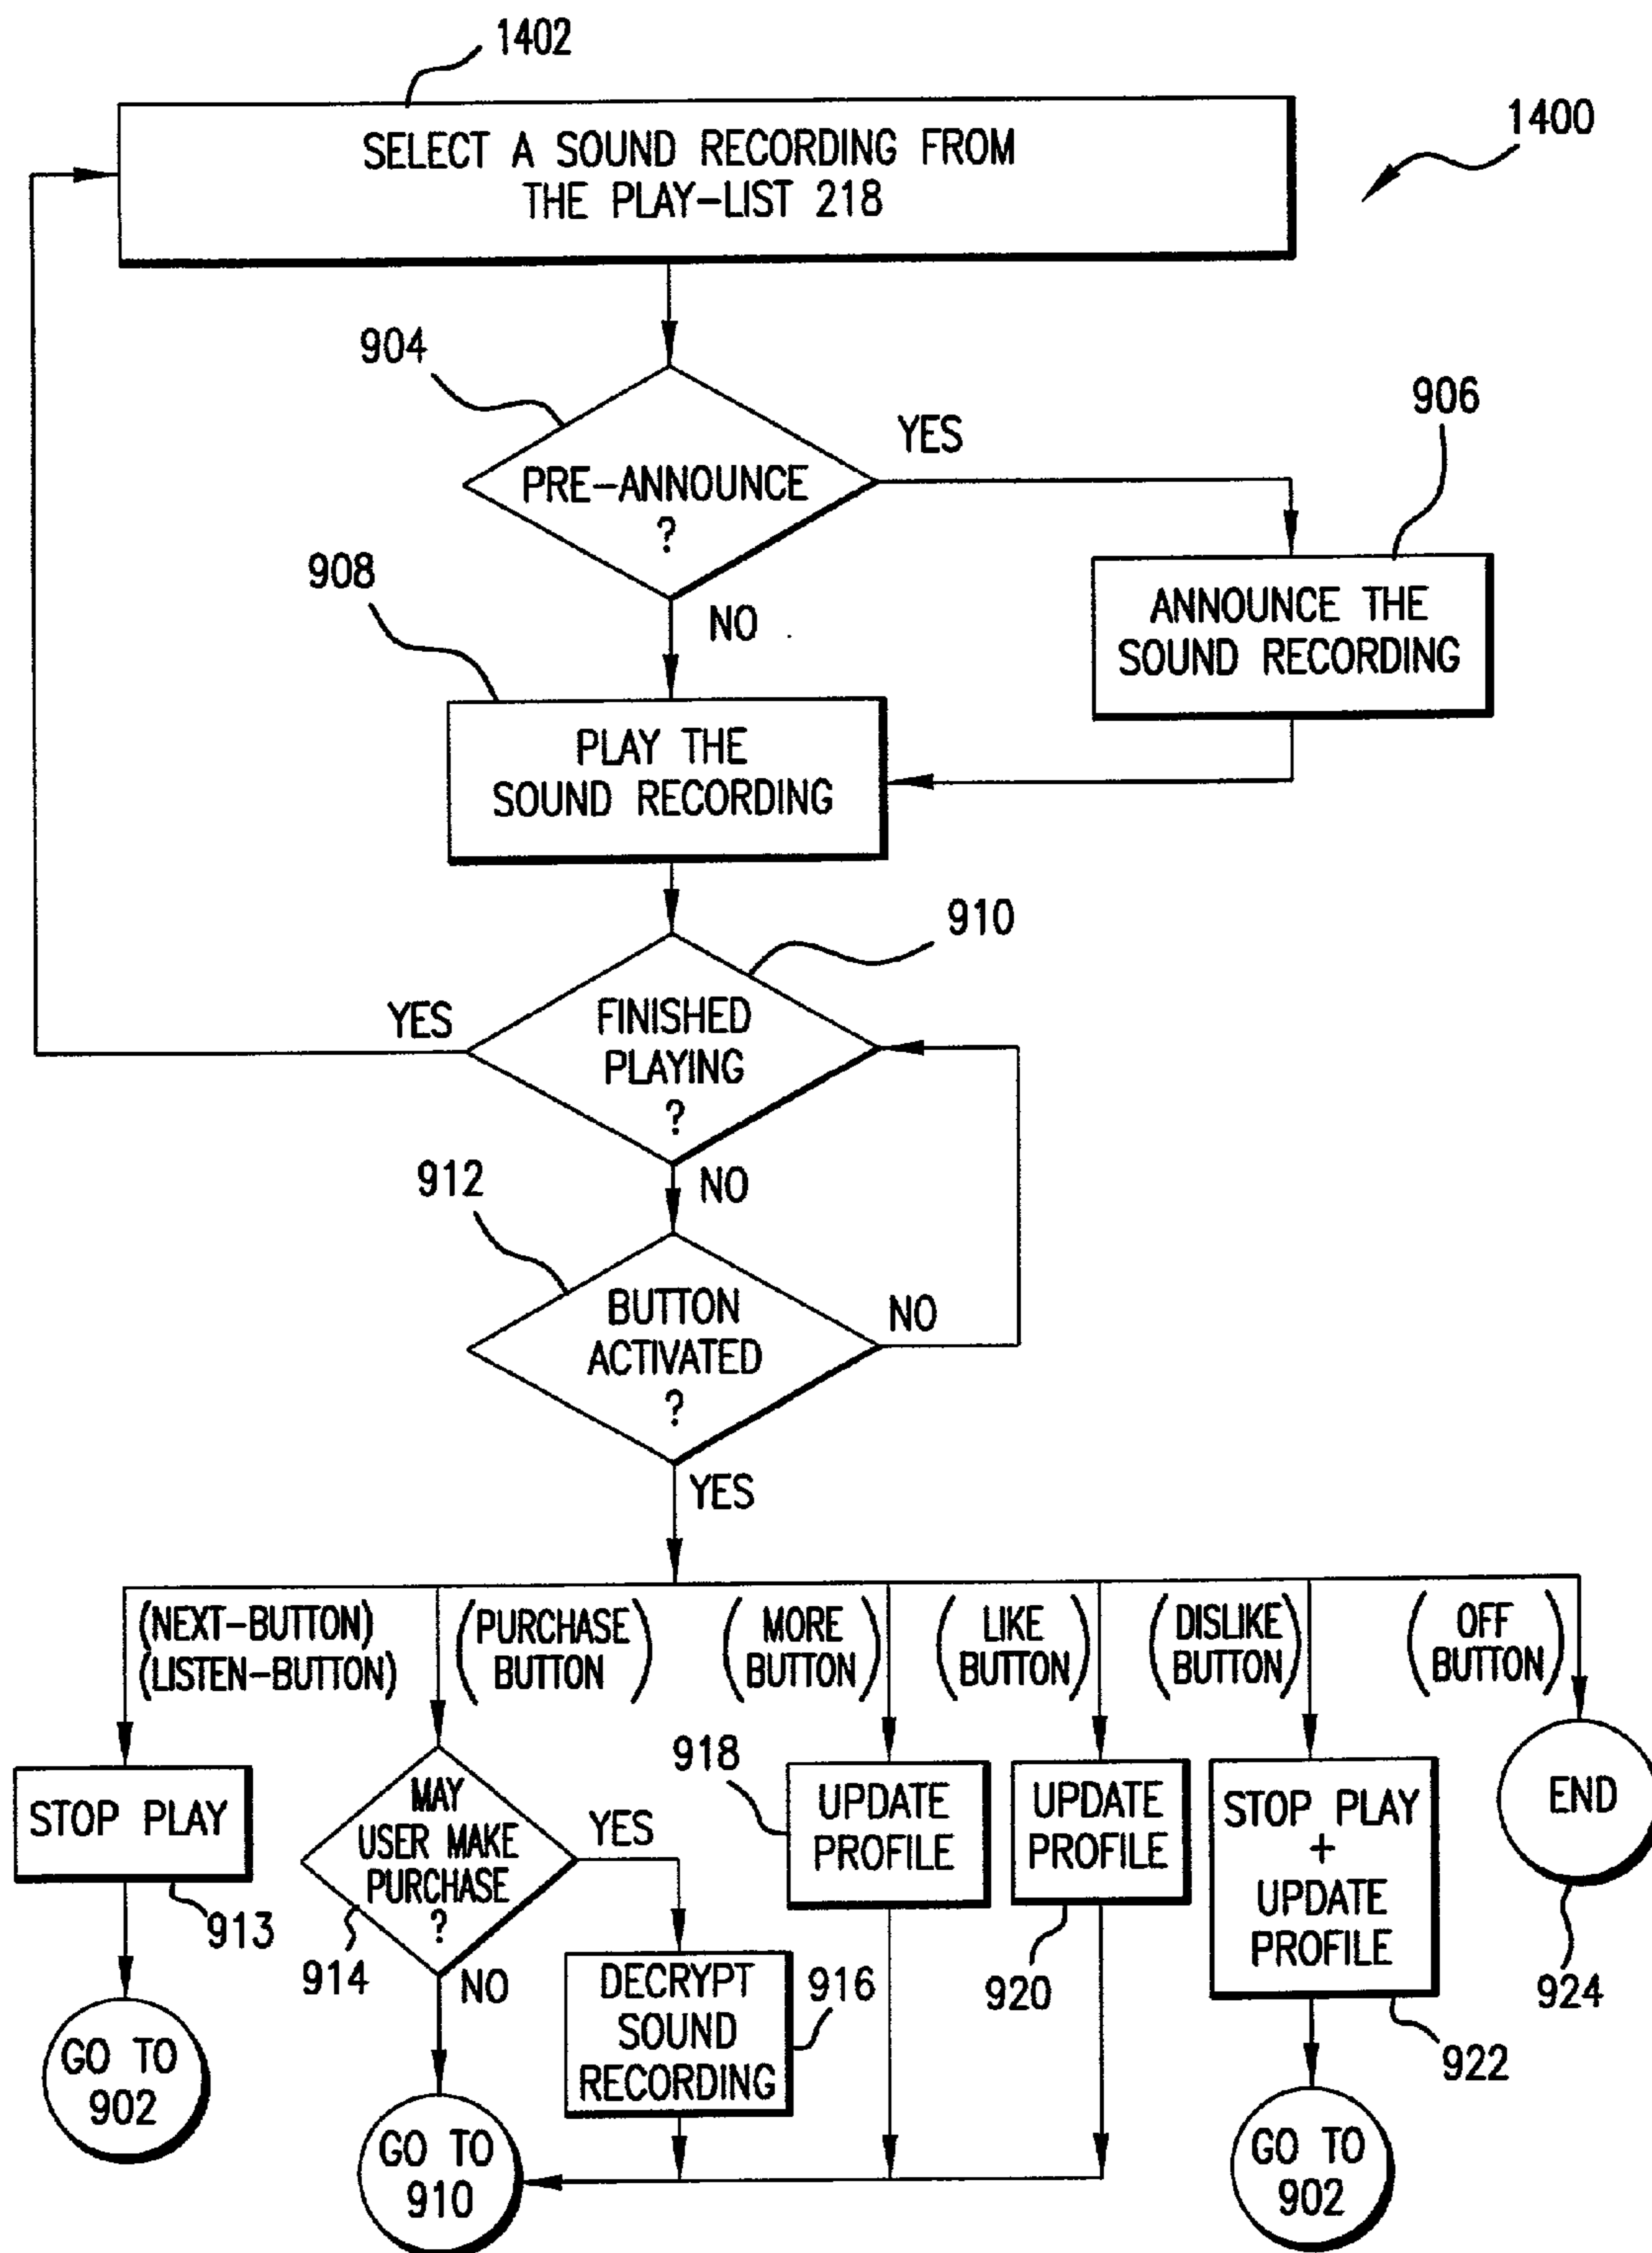 1402
1400
SELECT A SOUND RECORDING FROM
THE PLAY-LIST 218
904
PRE-ANNOUNCE
?
YES
906
NO
ANNOUNCE THE
SOUND RECORDING
908
PLAY THE
SOUND RECORDING
910
FINISHED
PLAYING
?
YES
NO
912
BUTTON
ACTIVATED
?
NO
YES
(NEXT-BUTTON)
(LISTEN-BUTTON)
(PURCHASE
BUTTON)
(MORE
BUTTON)
(LIKE
BUTTON)
(DISLIKE
BUTTON)
(OFF
BUTTON)
STOP PLAY
913
GO TO
902
MAY
USER MAKE
PURCHASE
?
914
YES
NO
DECRYPT
SOUND
RECORDING
916
GO TO
910
918
UPDATE
PROFILE
UPDATE
PROFILE
920
STOP PLAY
+
UPDATE
PROFILE
922
GO TO
902
END
924